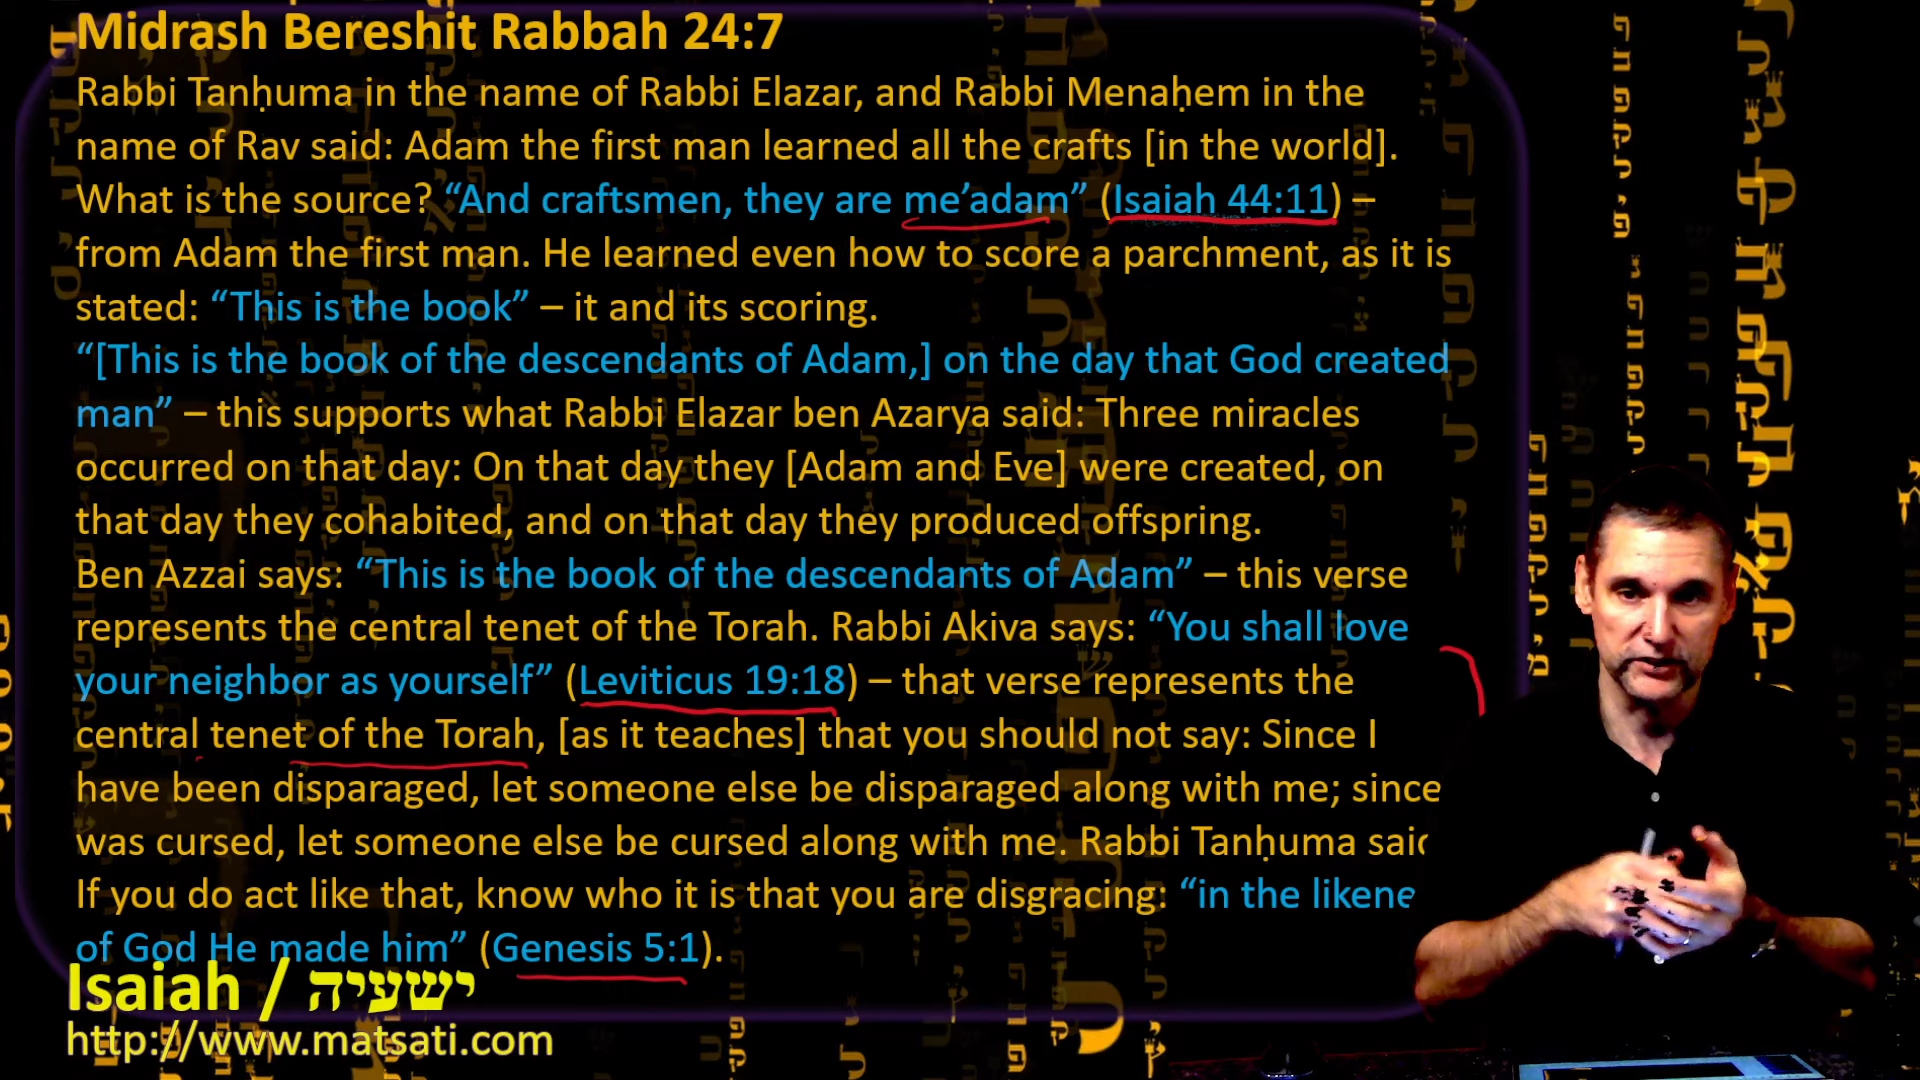 Midrash Bereshit Rabbah 24:7
Rabbi Tanḥuma in the name of Rabbi Elazar, and Rabbi Menaḥem in the
name of Rav said: Adam the first man learned all the crafts [in the world].
What is the source? “And craftsmen, they are me’adam” (Isaiah 44:11) –
from Adam the first man. He learned even how to score a parchment, as it is
stated: “This is the book” – it and its scoring.
“[This is the book of the descendants of Adam,] on the day that God created
man” – this supports what Rabbi Elazar ben Azarya said: Three miracles
occurred on that day: On that day they [Adam and Eve] were created, on
that day they cohabited, and on that day they produced offspring.
Ben Azzai says: “This is the book of the descendants of Adam” – this verse
represents the central tenet of the Torah. Rabbi Akiva says: “You shall love
your neighbor as yourself” (Leviticus 19:18) – that verse represents the
central tenet of the Torah, [as it teaches] that you should not say: Since I
have been disparaged, let someone else be disparaged along with me; since
was cursed, let someone else be cursed along with me. Rabbi Tanḥuma
If you do act like that, know who it is that you are disgracing: “in the
of God He made him” (Genesis 5:1).
Isaiah / ישעיה
http://www.matsati.com